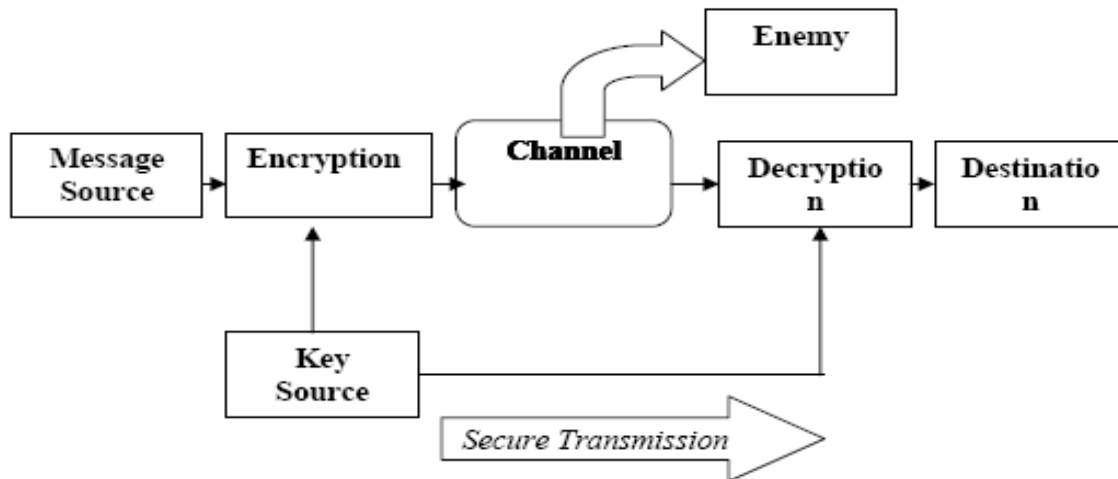 Enemy
Message
Source
Encryption
Channel
Decryptio
n
Destinatio
n
Key
Source
Secure Transmission